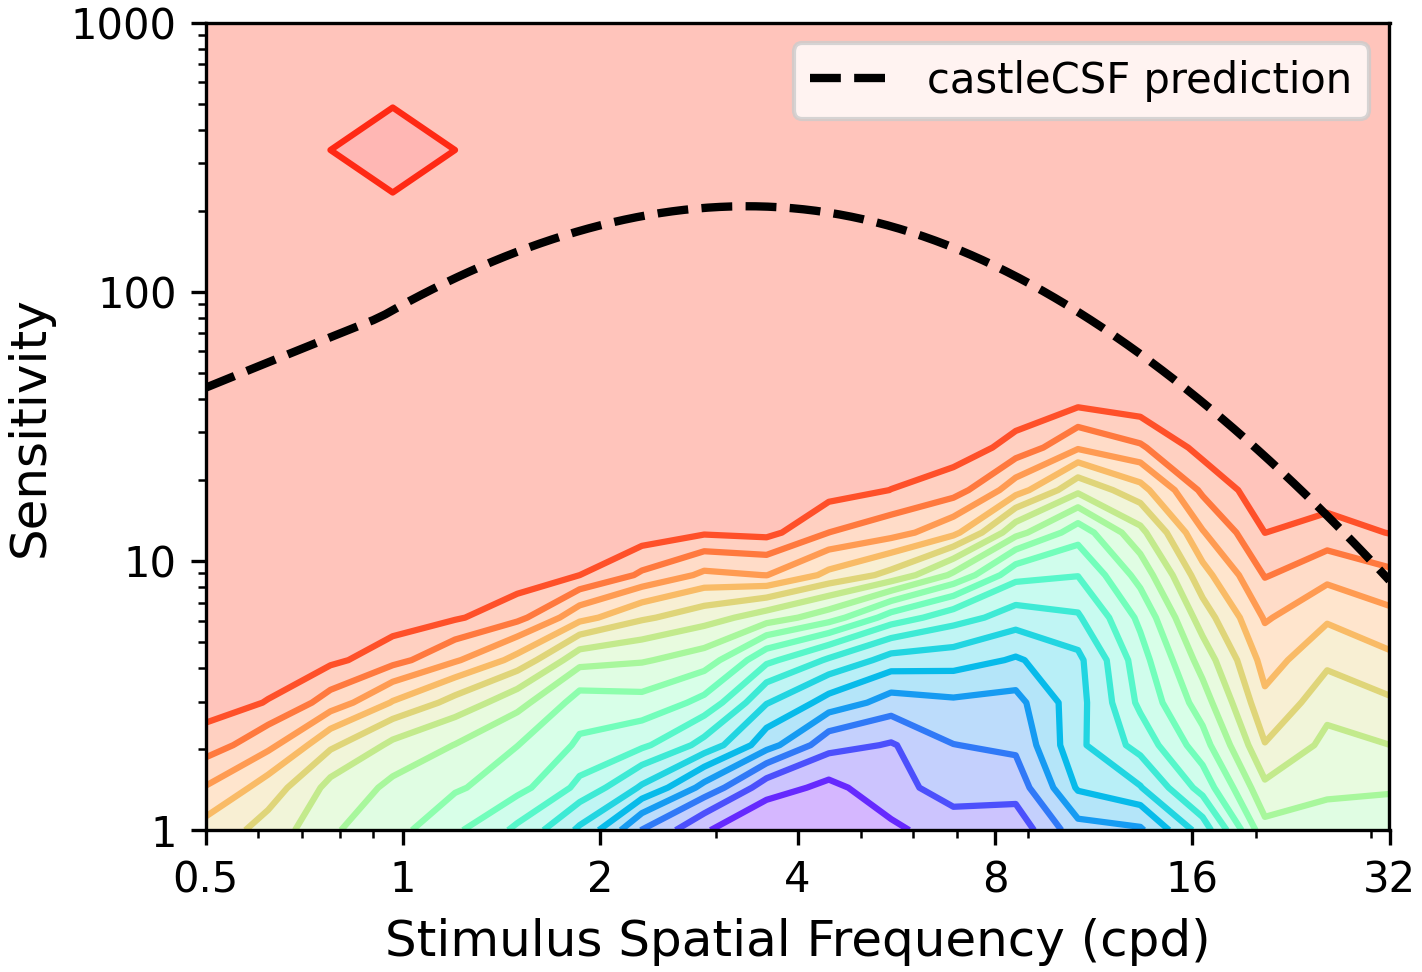 1000
castleCSF prediction
100
Sensitivity
10
1
0.5 1 2 4 8 16 32
Stimulus Spatial Frequency (cpd)